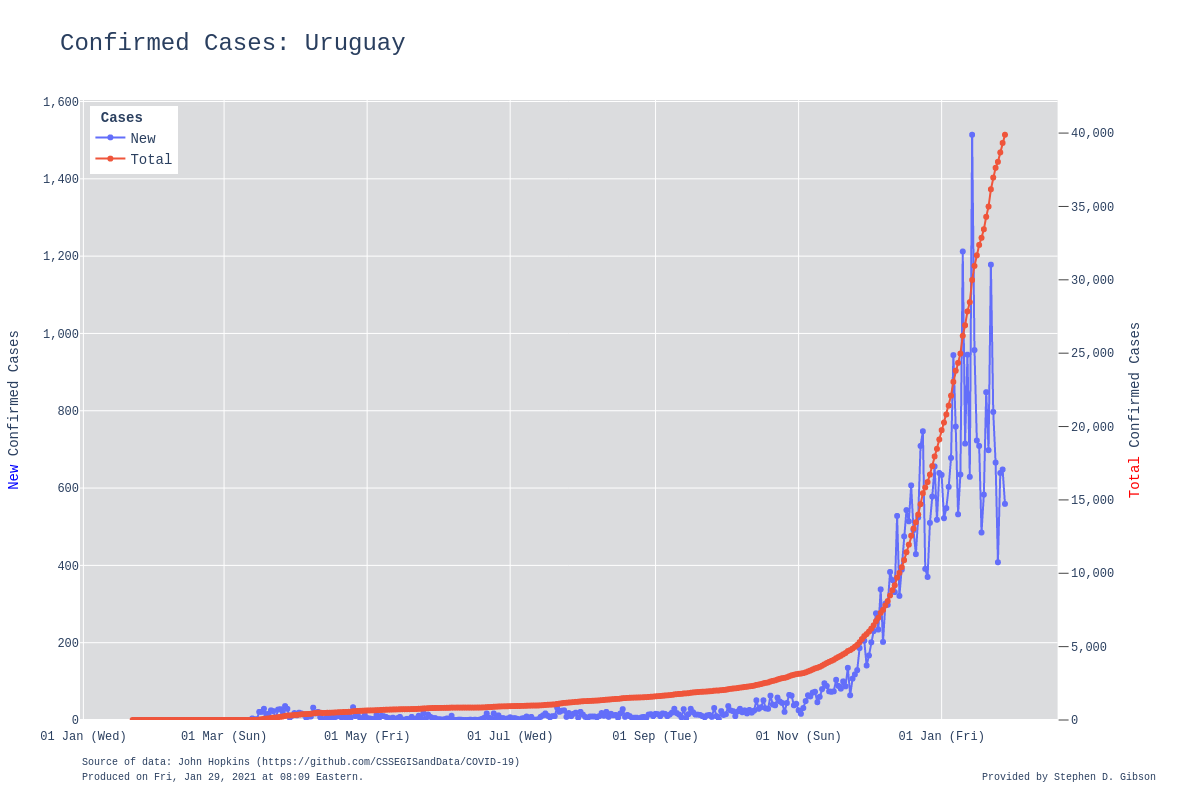 Confirmed Cases: Uruguay
Cases
New
Total
1,600
1,400
1,200
1,000
800
600
400
200
0
New Confirmed Cases
40,000
35,000
30,000
25,000
20,000
15,000
10,000
5,000
0
Total Confirmed Cases
01 Jan (Wed) 01 Mar (Sun) 01 May (Fri) 01 Jul (Wed) 01 Sep (Tue) 01 Nov (Sun) 01 Jan (Fri)
Source of data: John Hopkins (https://github.com/CSSEGISandData/COVID-19)
Produced on Fri, Jan 29, 2021 at 08:09 Eastern.
Provided by Stephen D. Gibson